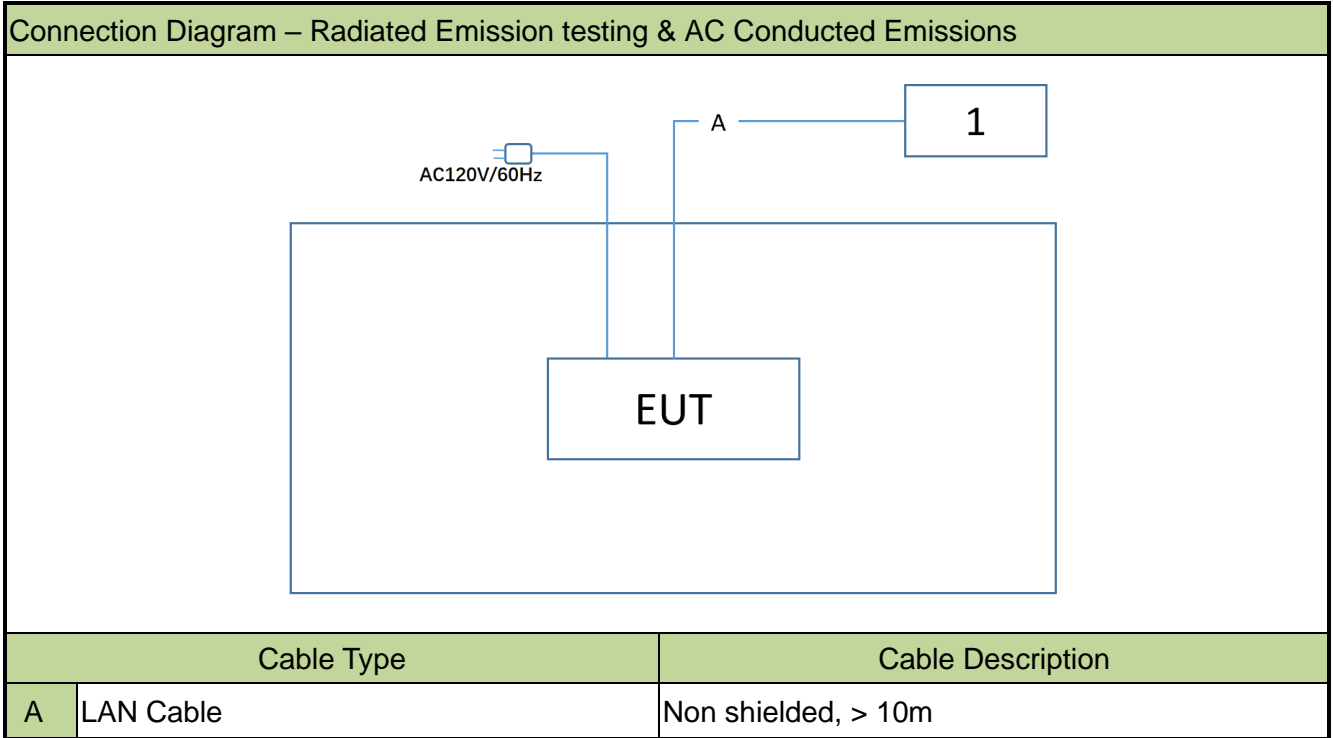 Connection Diagram – Radiated Emission testing & AC Conducted Emissions
A
1
AC120V/60Hz
EUT
Cable Type Cable Description
A LAN Cable Non shielded, > 10m